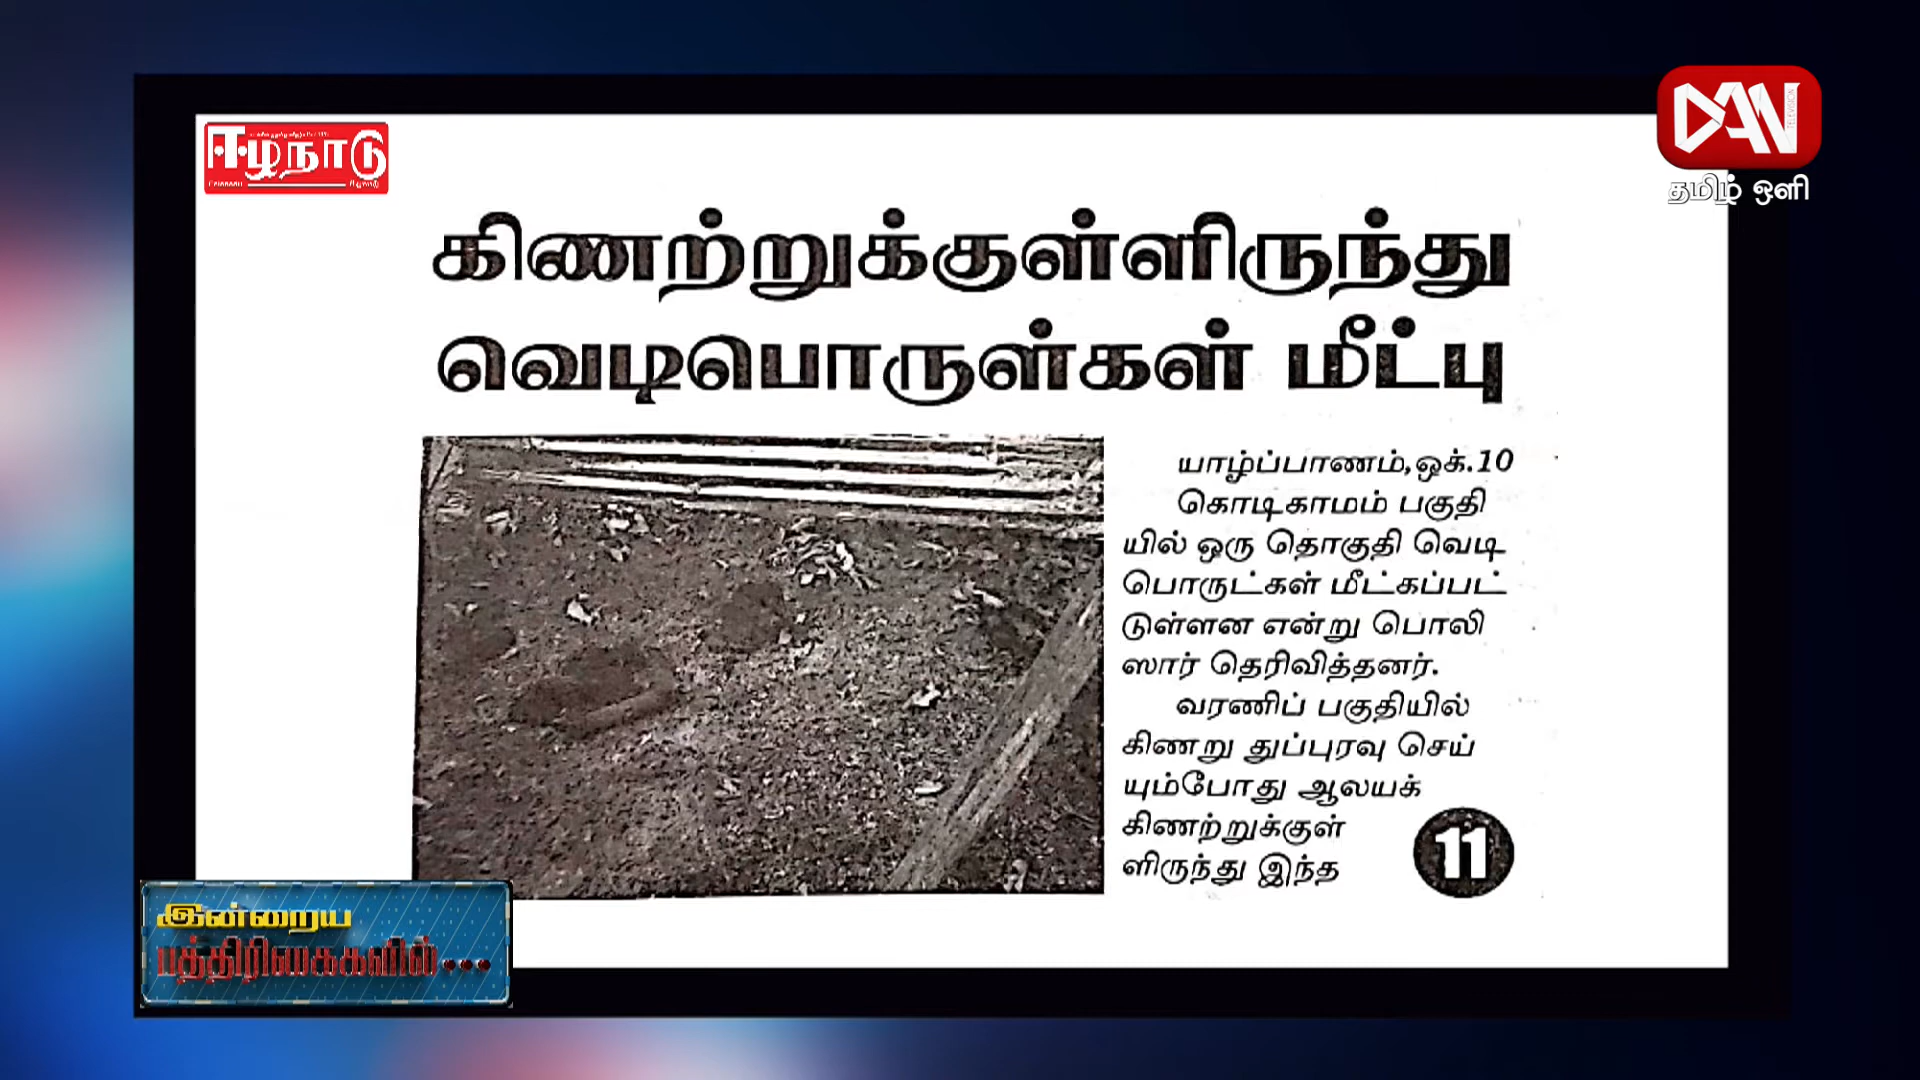 ஈழநாடு
DAN
TELEVISION
தமிழ் ஒளி
கிணற்றுக்குள்ளிருந்து
வெடிபொருள்கள் மீட்பு
யாழ்ப்பாணம்,ஒக்.10
கொடிகாமம் பகுதி
யில் ஒரு தொகுதி வெடி
பொருட்கள் மீட்கப்பட்
டுள்ளன என்று பொலி
ஸார் தெரிவித்தனர்.
வரணிப் பகுதியில்
கிணறு துப்புரவு செய்
யும்போது ஆலயக்
கிணற்றுக்குள்
ளிருந்து இந்த
11
இன்றைய
பத்திரிகைகளில்...